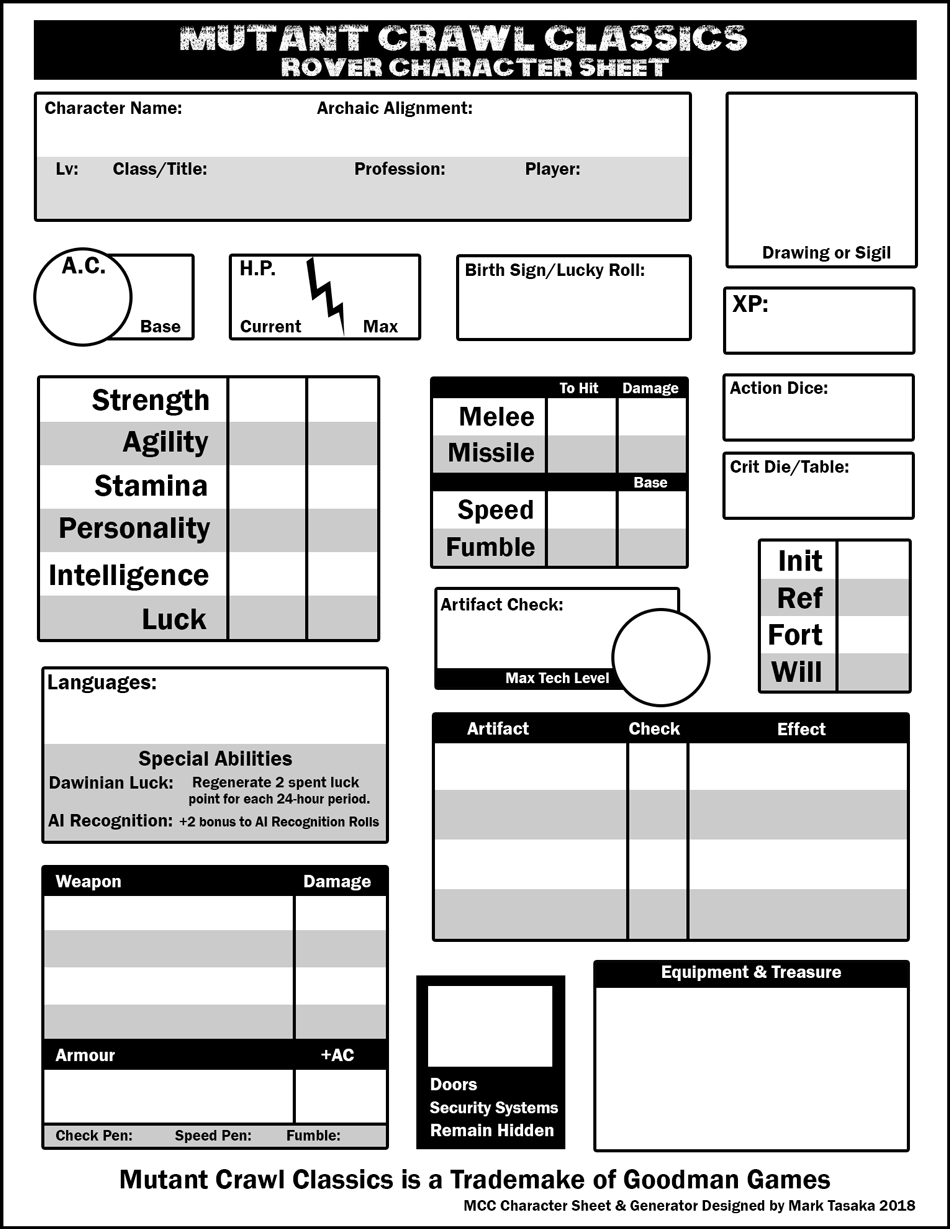 MUTANT CRAWL CLASSICS
ROVER CHARACTER SHEET
Character Name: Archaic Alignment:
Lv: Class/Title: Profession: Player:
Drawing or Sigil
A.C.
Base
H.P.
Current Max
Birth Sign/Lucky Roll:
XP:
Strength
Agility
Stamina
Personality
Intelligence
Luck
To Hit Damage
Melee
Missile
Base
Speed
Fumble
Action Dice:
Crit Die/Table:
Init
Ref
Fort
Will
Artifact Check:
Max Tech Level
Languages:
Special Abilities
Dawinian Luck: Regenerate 2 spent luck
point for each 24-hour period.
AI Recognition: +2 bonus to AI Recognition Rolls
Artifact Check Effect
Weapon Damage
Armour +AC
Check Pen: Speed Pen: Fumble:
Doors
Security Systems
Remain Hidden
Equipment & Treasure
Mutant Crawl Classics is a Trademake of Goodman Games
MCC Character Sheet & Generator Designed by Mark Tasaka 2018